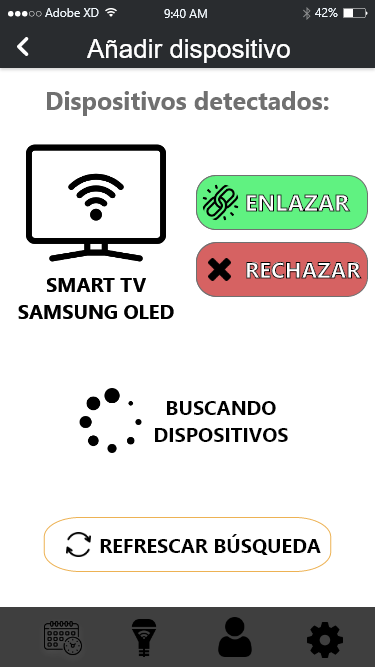 Adobe XD 9:40 AM 42%
Añadir dispositivo
Dispositivos detectados:
ENLAZAR
RECHAZAR
SMART TV
SAMSUNG OLED
BUSCANDO
DISPOSITIVOS
REFRESCAR BÚSQUEDA